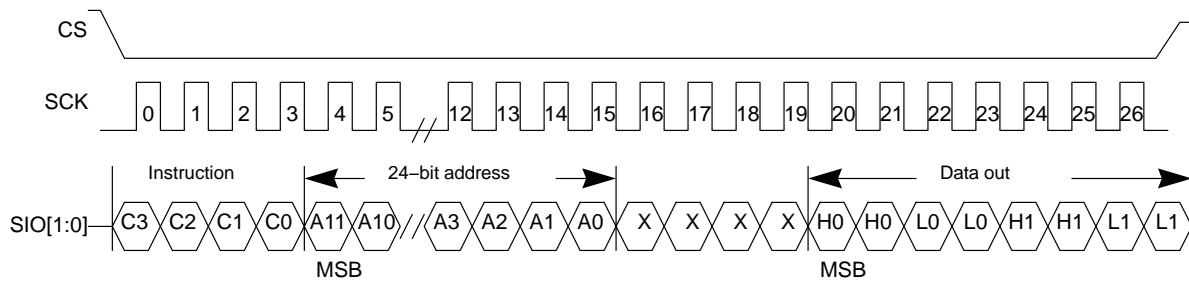 CS
SCK 0 1 2 3 4 5 12 13 14 15 16 17 18 19 20 21 22 23 24 25 26
Instruction 24−bit address Data out
SIO[1:0] C3 C2 C1 C0 A11 A10 A3 A2 A1 A0 X X X X H0 H0 L0 L0 H1 H1 L1 L1
MSB MSB